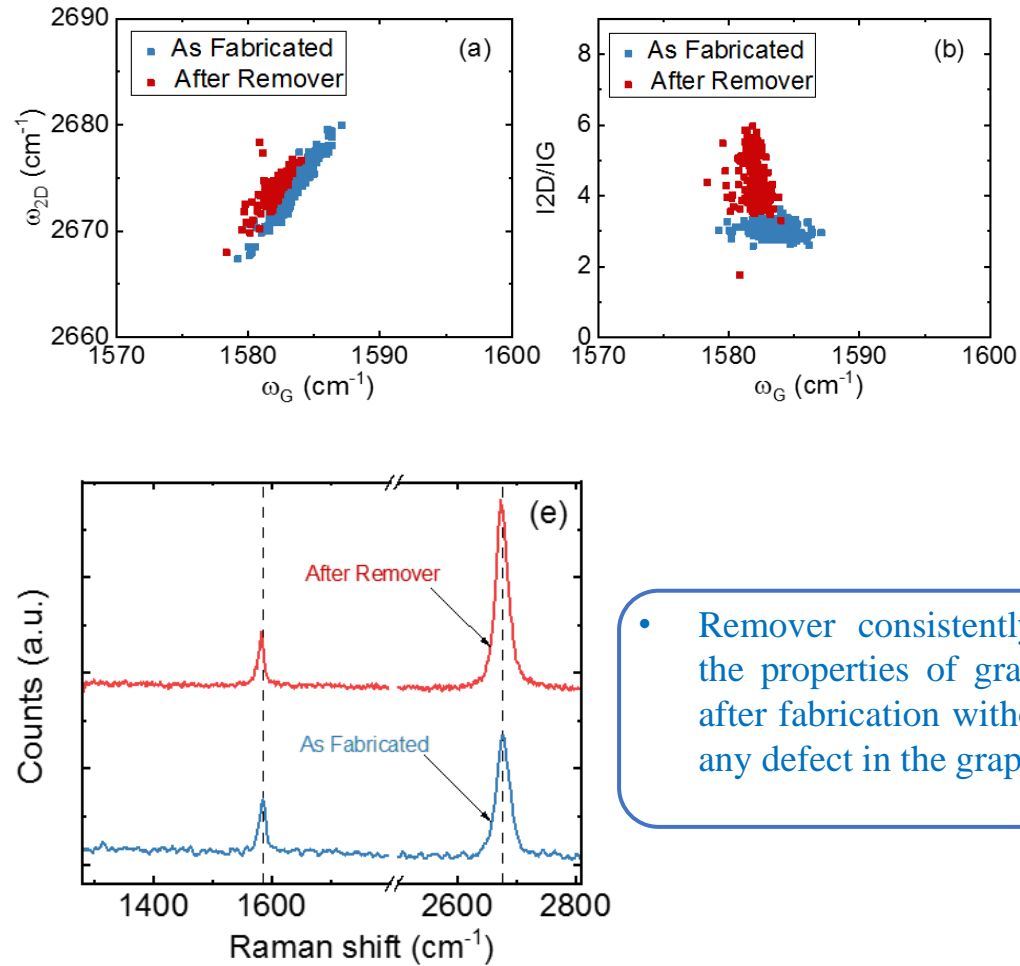 2690
As Fabricated
After Remover
(a)
2680
2670
2660
ω2D (cm-1)
1570
1580
1590
1600
ωG (cm-1)
8
As Fabricated
After Remover
(b)
6
4
2
0
I2D/IG
1570
1580
1590
1600
ωG (cm-1)
(e)
After Remover
As Fabricated
Counts (a.u.)
1400
1600
2600
2800
Raman shift (cm-1)
• Remover consistently
the properties of gra
after fabrication witho
any defect in the grap